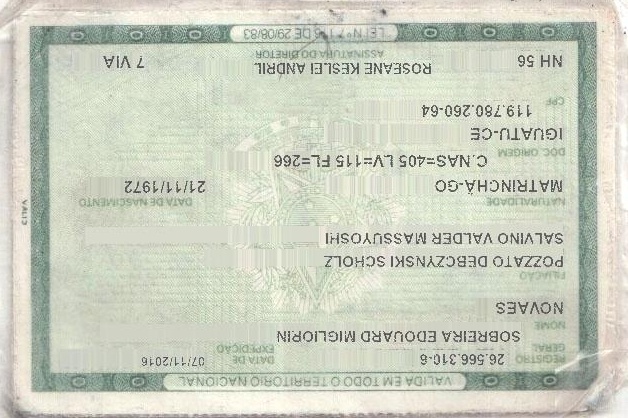 VALIDA EM TODO O TERRITÓRIO NACIONAL
REGISTRO GERAL 26.566.310-6 DATA DE EXPEDIÇÃO 07/11/2016
NOME
SOBREIRA EDOUARD MIGLIORIN
NOVAES
FILIAÇÃO
POZZATO DEBCZYNSKI SCHOLZ
SALVINO VALDER MASSUYOSHI
NATURALIDADE DATA DE NASCIMENTO
MATRINCHÃ-GO 21/11/1972
DOC. ORIGEM
C.NAS=405 LV=115 FL=266
IGUATU-CE
CPF
119.780.260-64
NH 56 ROSEANE KESLEI ANDRIL 7 VIA
ASSINATURA DO DIRETOR
LEI Nº 7.116 DE 29/08/83